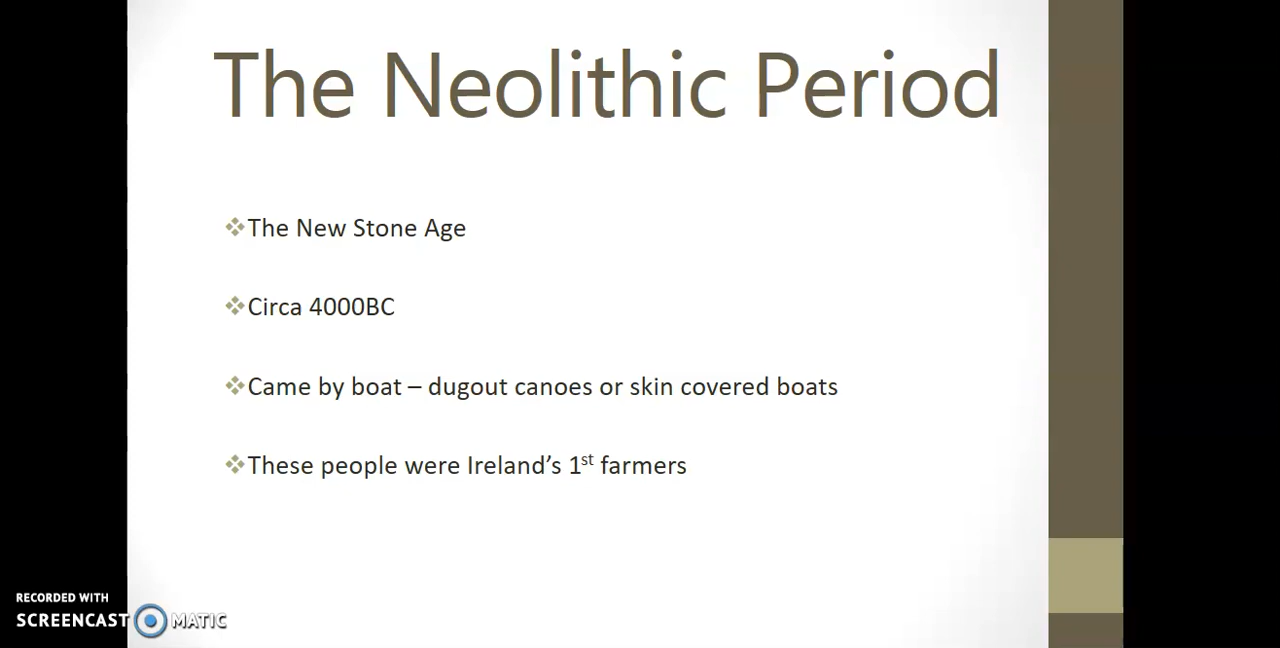 The Neolithic Period
The New Stone Age
Circa 4000BC
Came by boat – dugout canoes or skin covered boats
These people were Ireland’s 1st farmers
RECORDED WITH
SCREENCAST MATIC